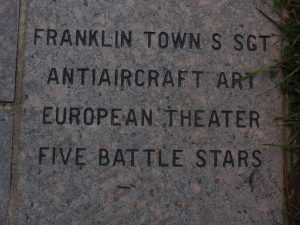 FRANKLIN TOWN S SGT
ANTIAIRCRAFT ART
EUROPEAN THEATER
FIVE BATTLE STARS